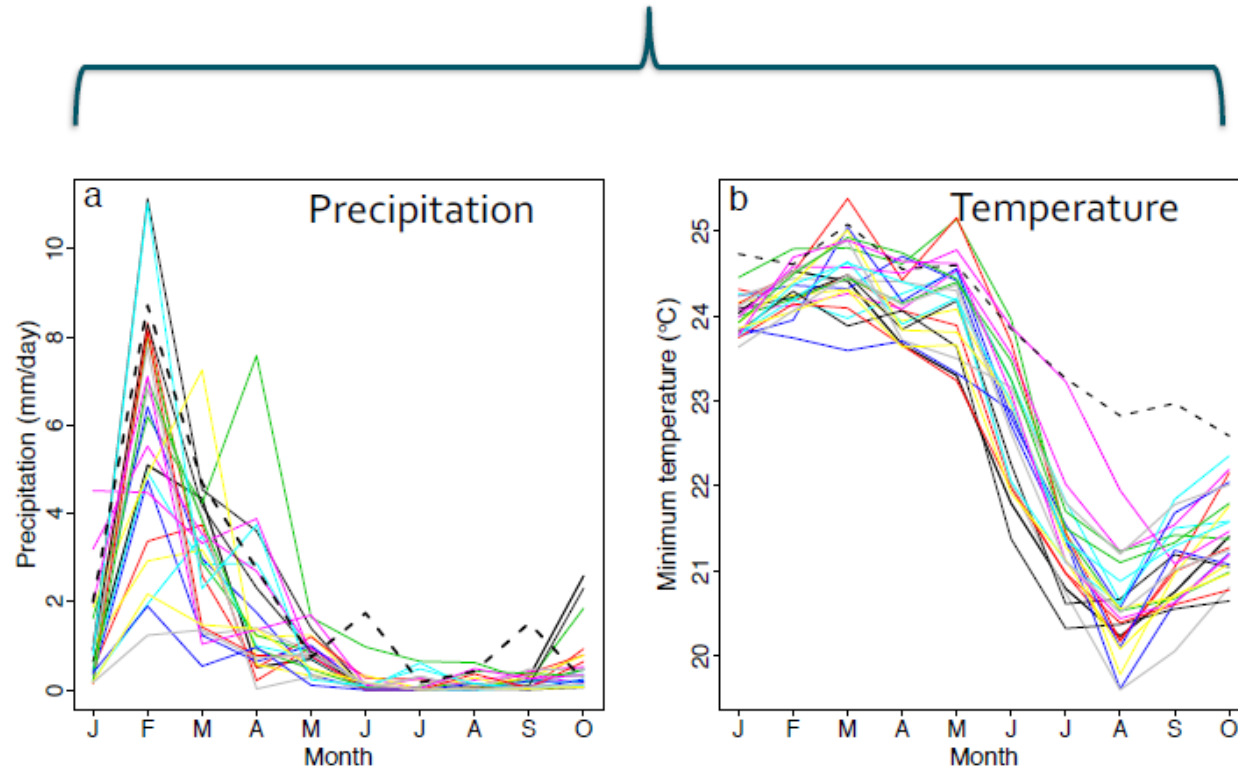 a
Precipitation
Precipitation (mm/day)
10
8
6
4
2
0
J F M A M J J A S O
Month
b
Temperature
Minimum temperature (°C)
25
24
23
22
21
20
J F M A M J J A S O
Month